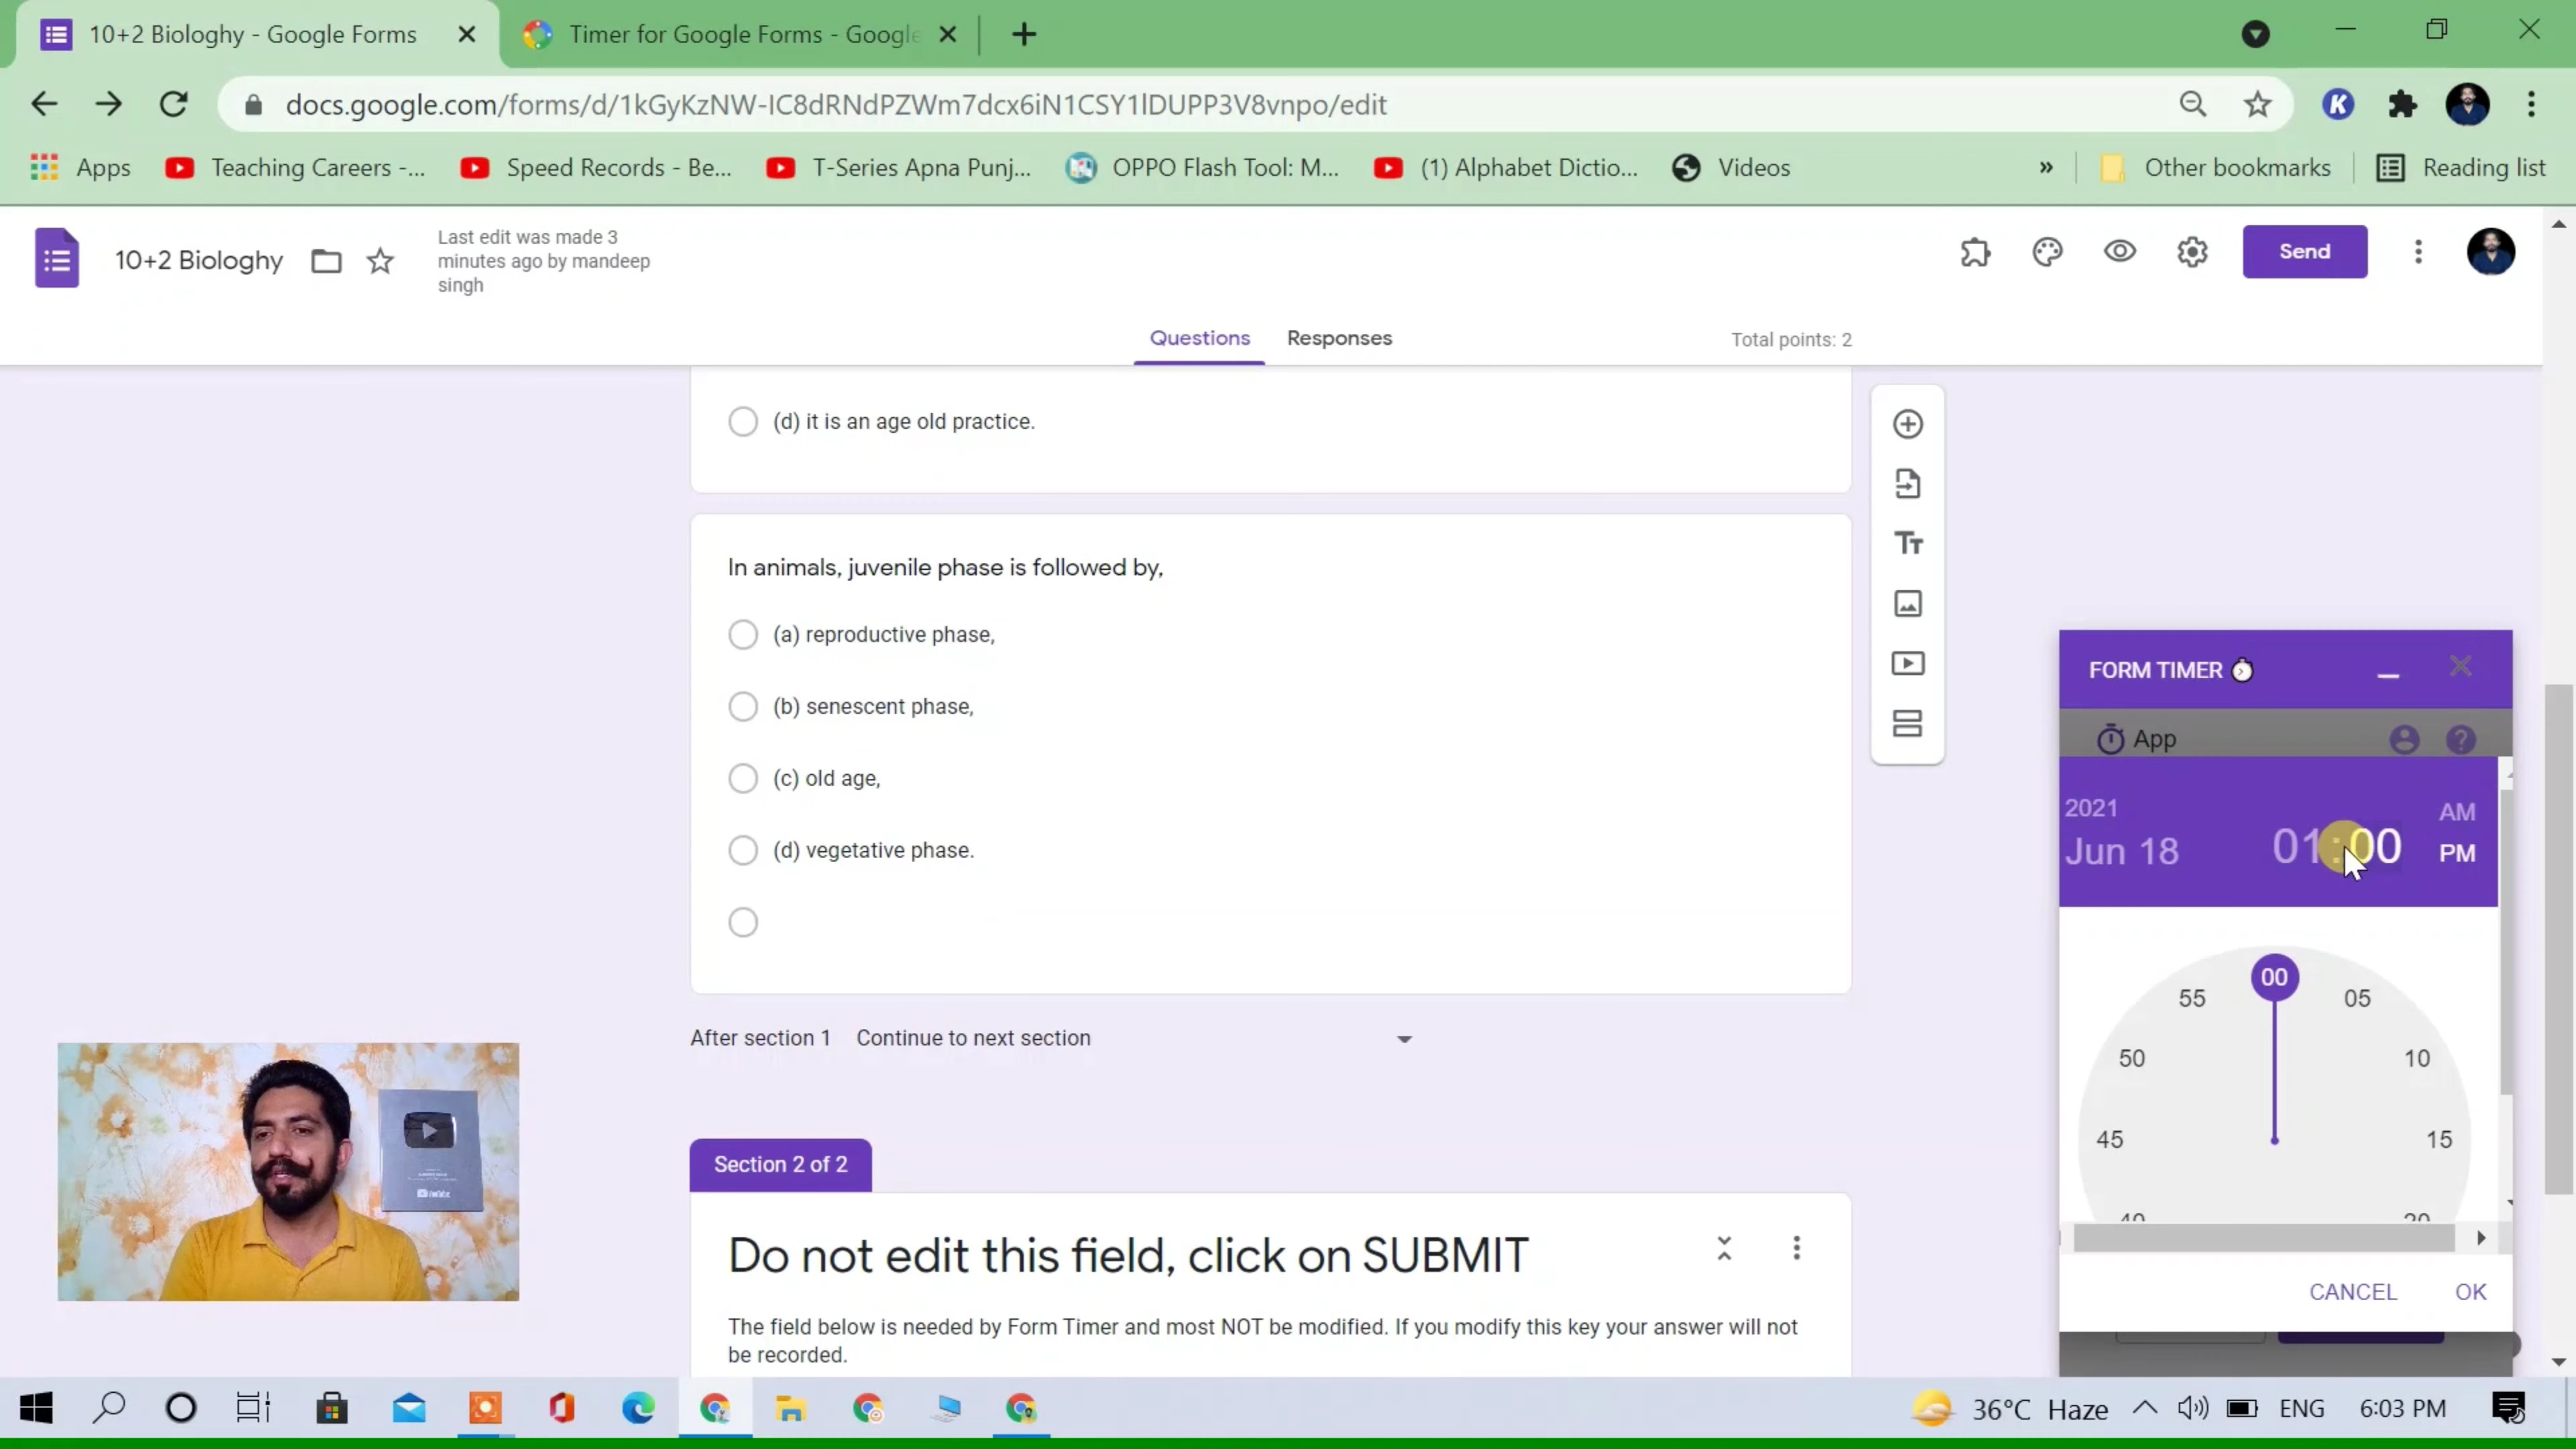 10+2 Biologhy - Google Forms
Timer for Google Forms - Google
docs.google.com/forms/d/1kGyKzNW-IC8dRNdPZWm7dcx6iN1CSY1lDUPP3V8vnpo/edit
Apps
Teaching Careers -...
Speed Records - Be...
T-Series Apna Punj...
OPPO Flash Tool: M...
(1) Alphabet Dictio...
Videos
»
Other bookmarks
Reading list
10+2 Biologhy
Last edit was made 3
minutes ago by mandeep
singh
Send
Questions
Responses
Total points: 2
(d) it is an age old practice.
In animals, juvenile phase is followed by,
(a) reproductive phase,
(b) senescent phase,
(c) old age,
(d) vegetative phase.
After section 1 Continue to next section
Section 2 of 2
Do not edit this field, click on SUBMIT
The field below is needed by Form Timer and most NOT be modified. If you modify this key your answer will not
be recorded.
FORM TIMER
App
2021
Jun 18
01:00
AM
PM
00
55
05
50
10
45
15
40
20
CANCEL
OK
YouTube
36°C Haze
ENG
6:03 PM